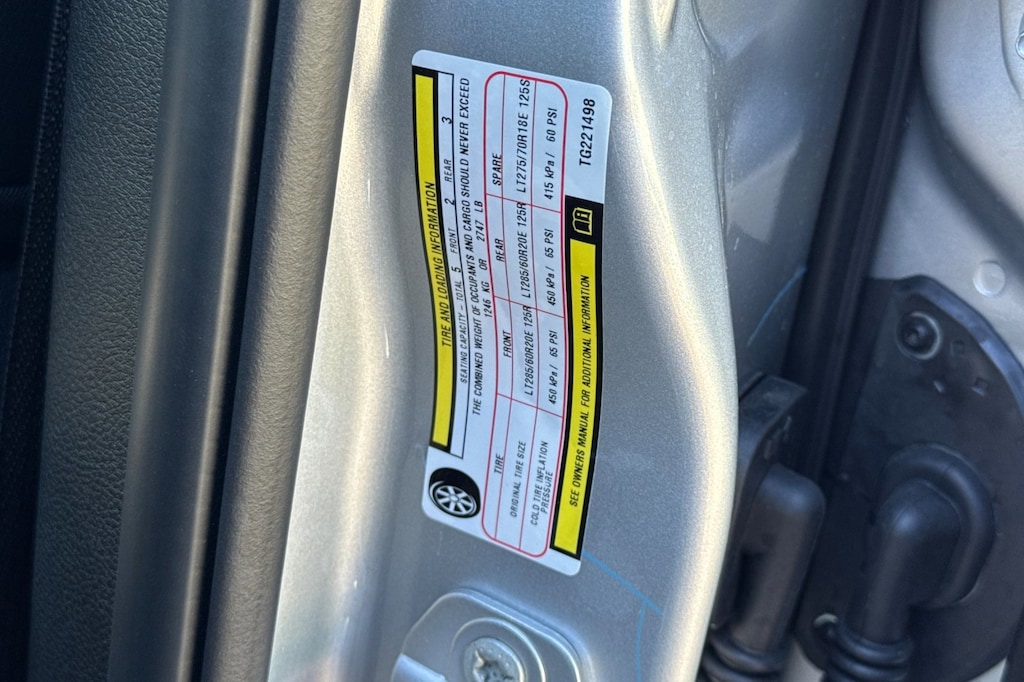 TIRE AND LOADING INFORMATION
SEATING CAPACITY - TOTAL 5 FRONT 2 REAR 3
THE COMBINED WEIGHT OF OCCUPANTS AND CARGO SHOULD NEVER EXCEED
1246 KG OR 2747 LB
TIRE FRONT REAR SPARE
ORIGINAL TIRE SIZE LT285/60R20E 125R LT285/60R20E 125R LT275/70R18E 125S
COLD TIRE INFLATION PRESSURE 450 kPa/ 65 PSI 450 kPa/ 65 PSI 415 kPa/ 60 PSI
SEE OWNERS MANUAL FOR ADDITIONAL INFORMATION
TG221498